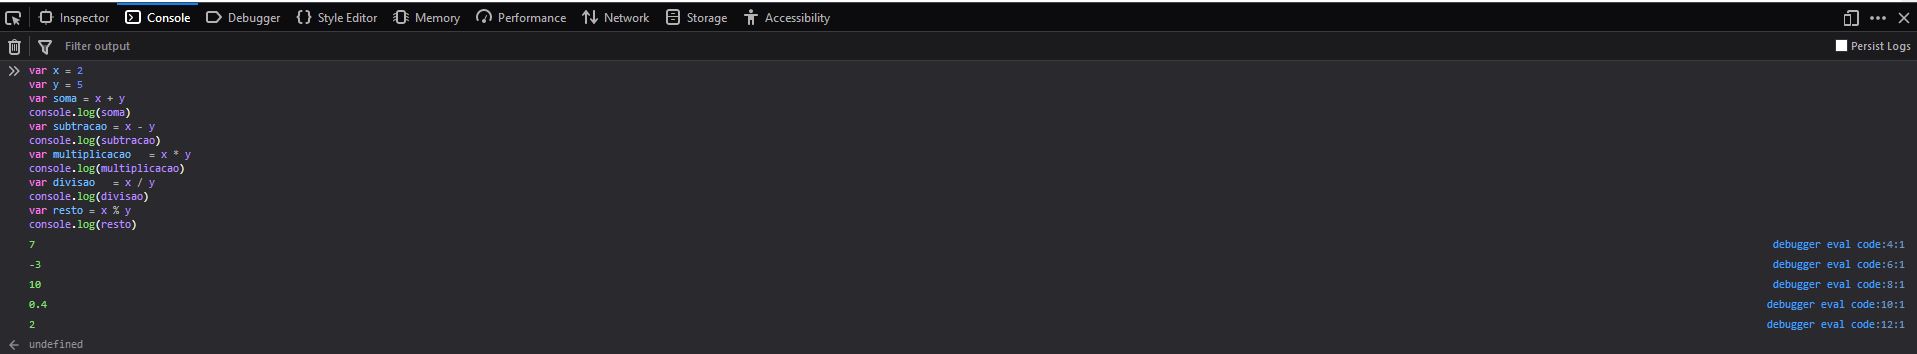 Inspector Console Debugger Style Editor Memory Performance Network Storage Accessibility
Filter output Persist Logs
var x = 2
var y = 5
var soma = x + y
console.log(soma)
var subtracao = x - y
console.log(subtracao)
var multiplicacao   = x * y
console.log(multiplicacao)
var divisao   = x / y
console.log(divisao)
var resto = x % y
console.log(resto)
7 debugger eval code:4:1
-3 debugger eval code:6:1
10 debugger eval code:8:1
0.4 debugger eval code:10:1
2 debugger eval code:12:1
undefined